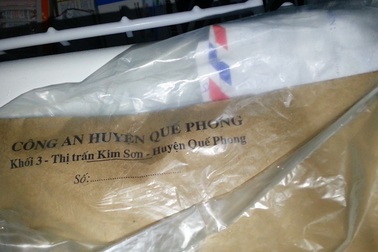 CÔNG AN HUYỆN QUẾ PHONG
Khối 3 - Thị trấn Kim Sơn - Huyện Quế Phong
Số:..............................